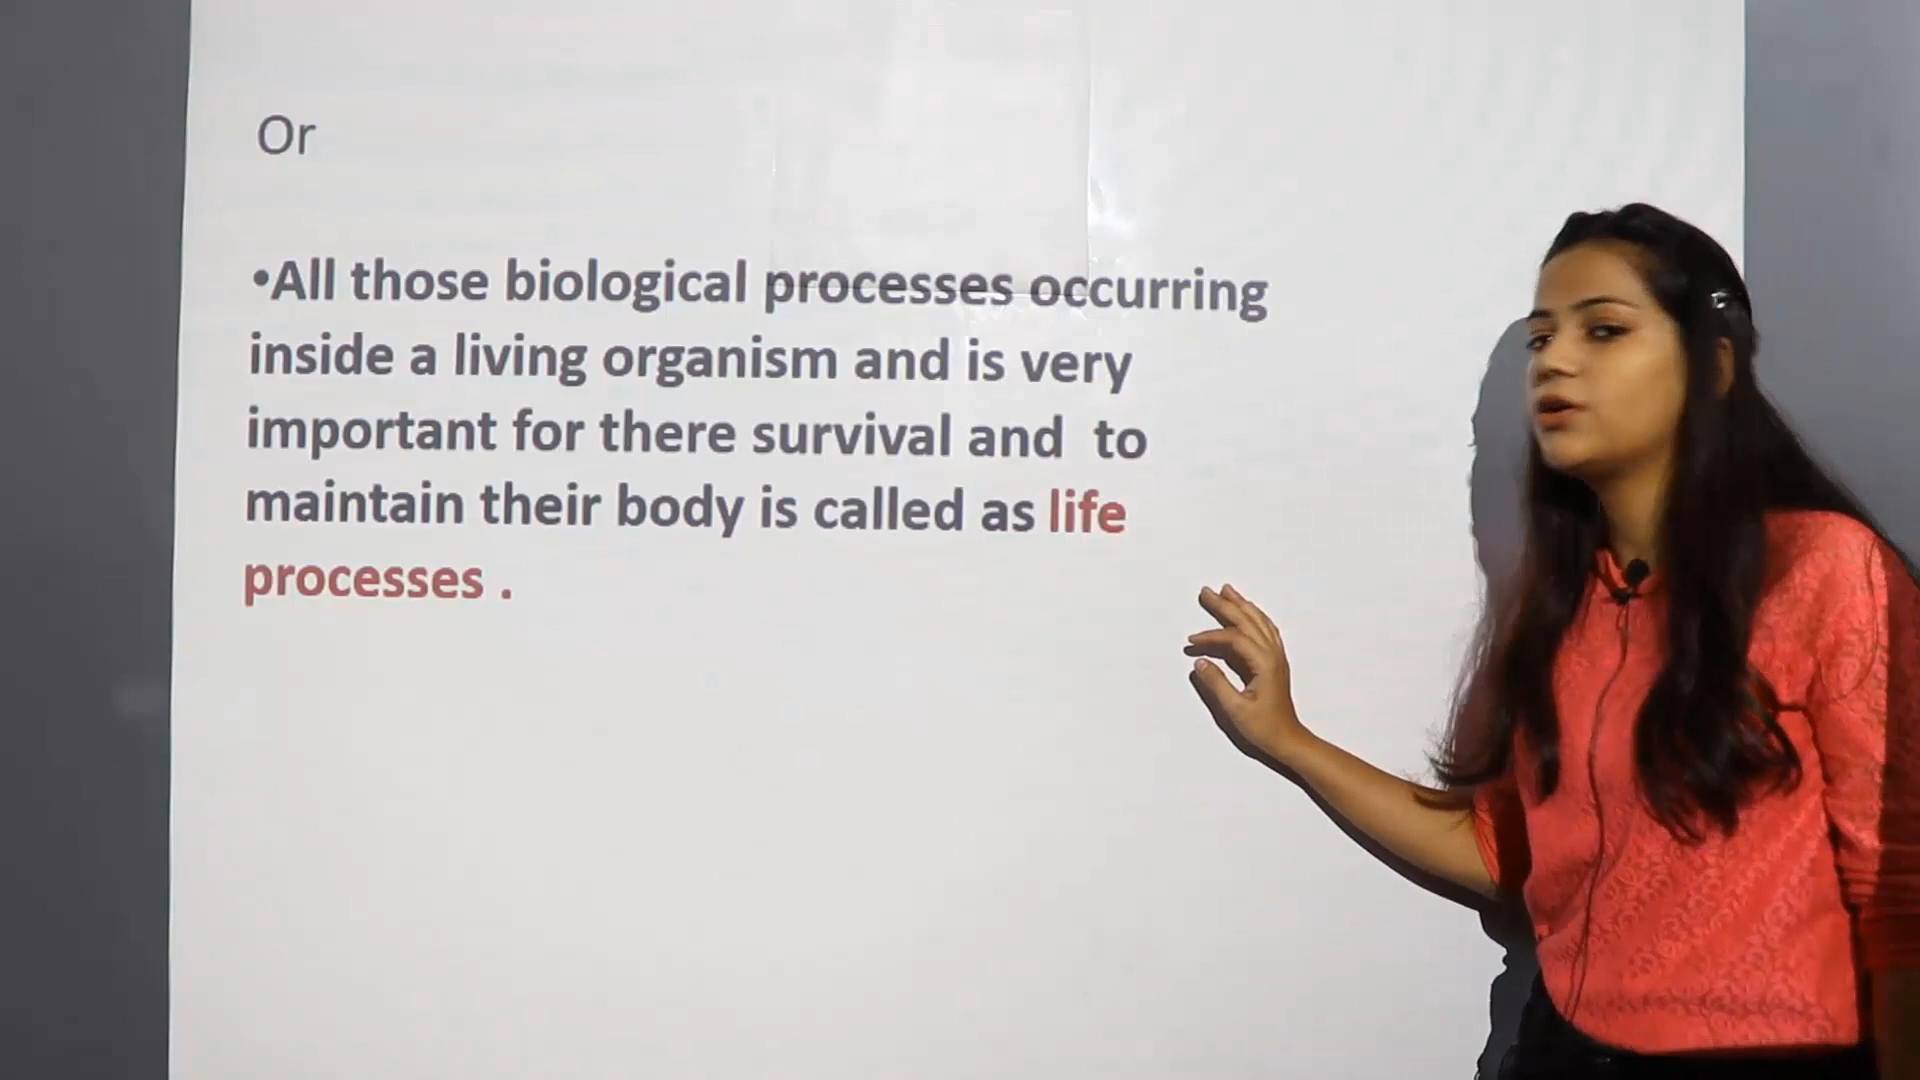 Or
•All those biological processes occurring
inside a living organism and is very
important for there survival and to
maintain their body is called as life
processes .